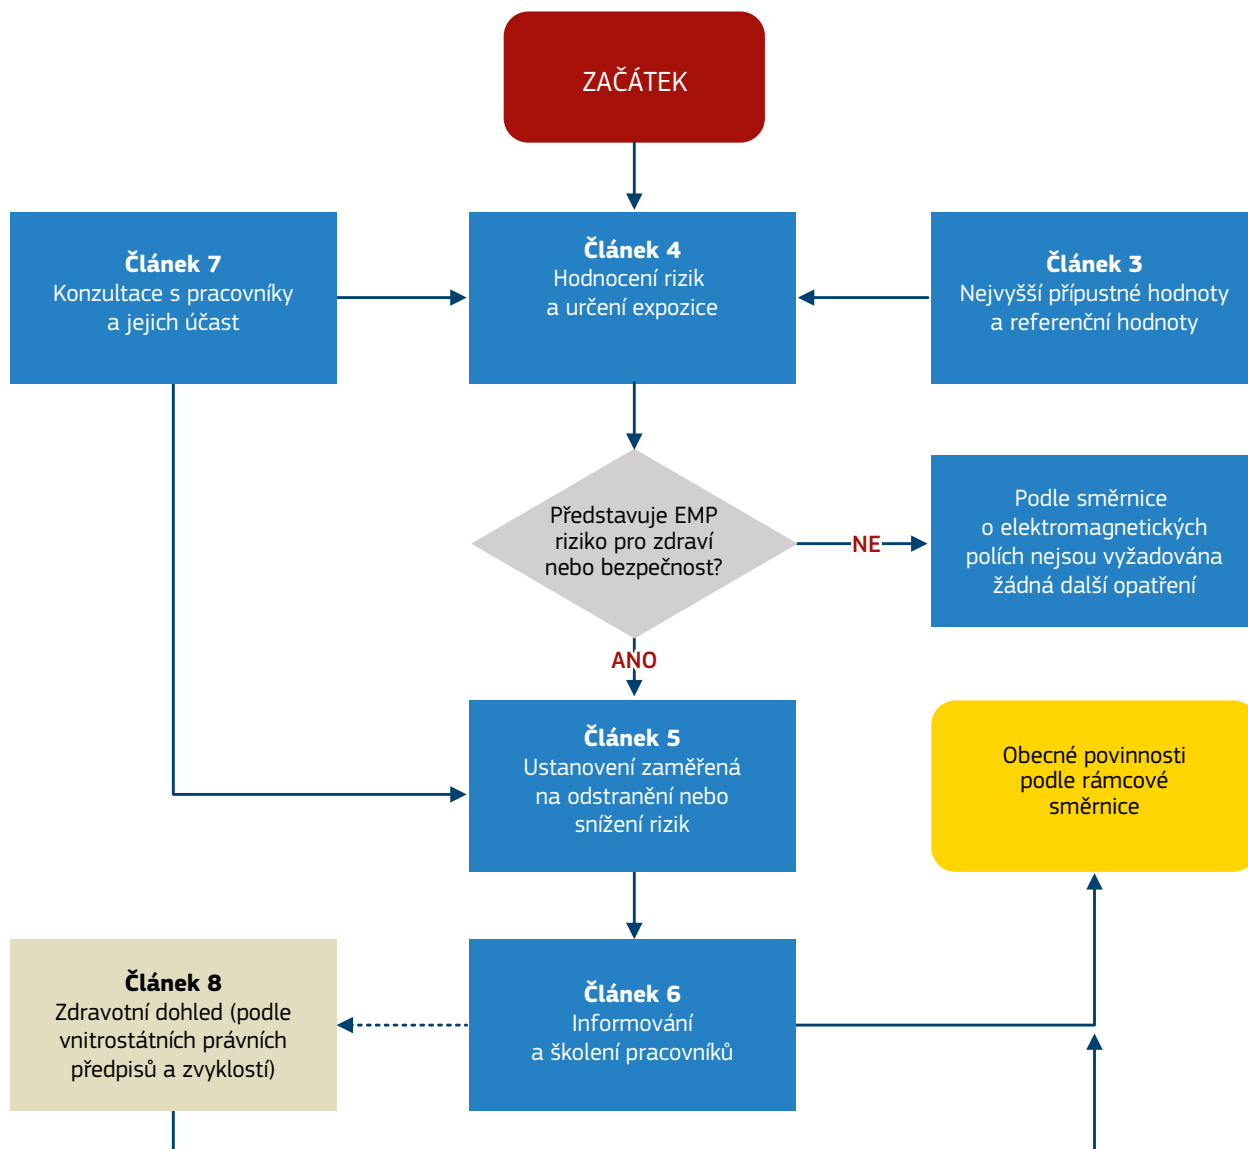 ZAČÁTEK
Článek 7
Konzultace s pracovníky
a jejich účast
Článek 4
Hodnocení rizik
a určení expozice
Článek 3
Nejvyšší přípustné hodnoty
a referenční hodnoty
Představuje EMP
riziko pro zdraví
nebo bezpečnost?
NE
Podle směrnice
o elektromagnetických
polích nejsou vyžadována
žádná další opatření
ANO
Článek 5
Ustanovení zaměřená
na odstranění nebo
snížení rizik
Obecné povinnosti
podle rámcové
směrnice
Článek 8
Zdravotní dohled (podle
vnitrostátních právních
předpisů a zvyklostí)
Článek 6
Informování
a školení pracovníků